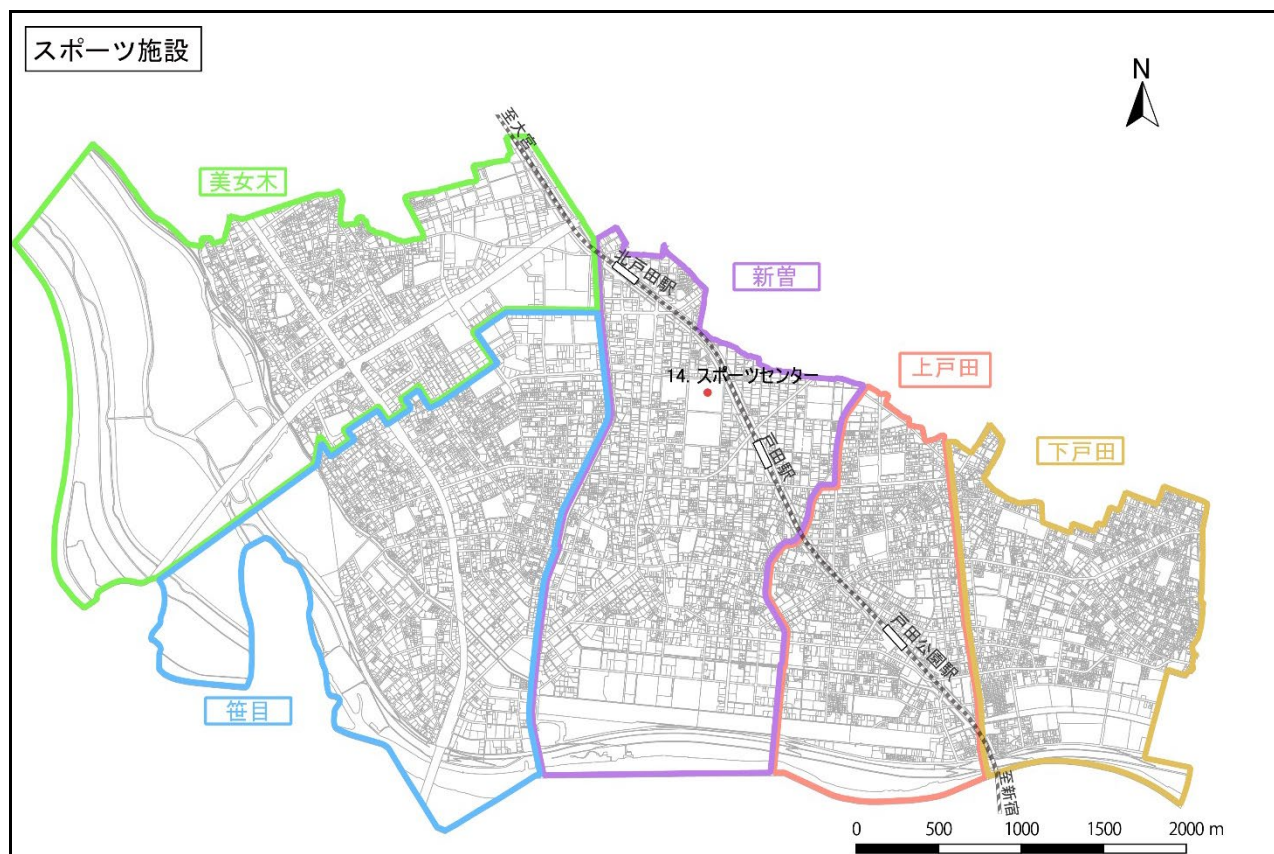 スポーツ施設
N
至大宮
美女木
北戸田駅
新曽
14. スポーツセンター
上戸田
戸田駅
下戸田
戸田公園駅
笹目
至新宿
0 500 1000 1500 2000 m